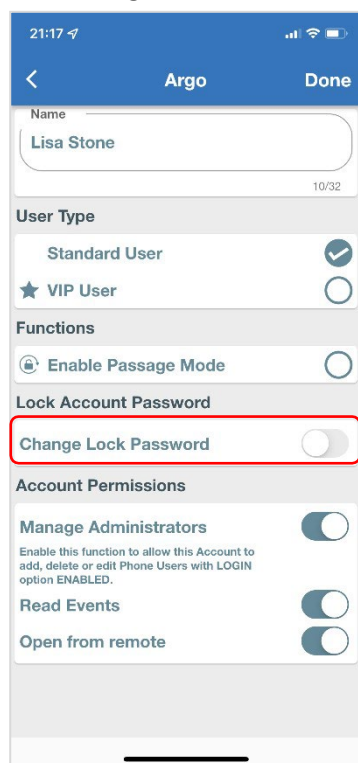 21:17
Argo
Done
Name
Lisa Stone
10/32
User Type
Standard User
VIP User
Functions
Enable Passage Mode
Lock Account Password
Change Lock Password
Account Permissions
Manage Administrators
Enable this function to allow this Account to
add, delete or edit Phone Users with LOGIN
option ENABLED.
Read Events
Open from remote